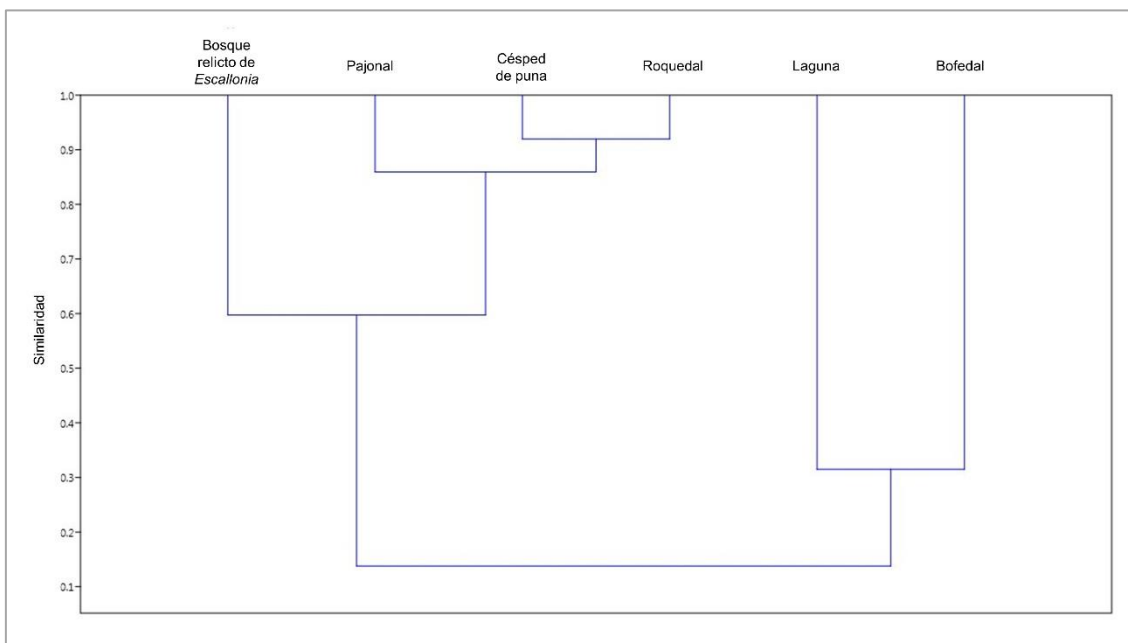 Bosque
relicto de
Escallonia
Pajonal
Césped
de puna
Roquedal
Laguna
Bofedal
1.0
0.9
0.8
0.7
0.6
0.5
0.4
0.3
0.2
0.1
Similaridad